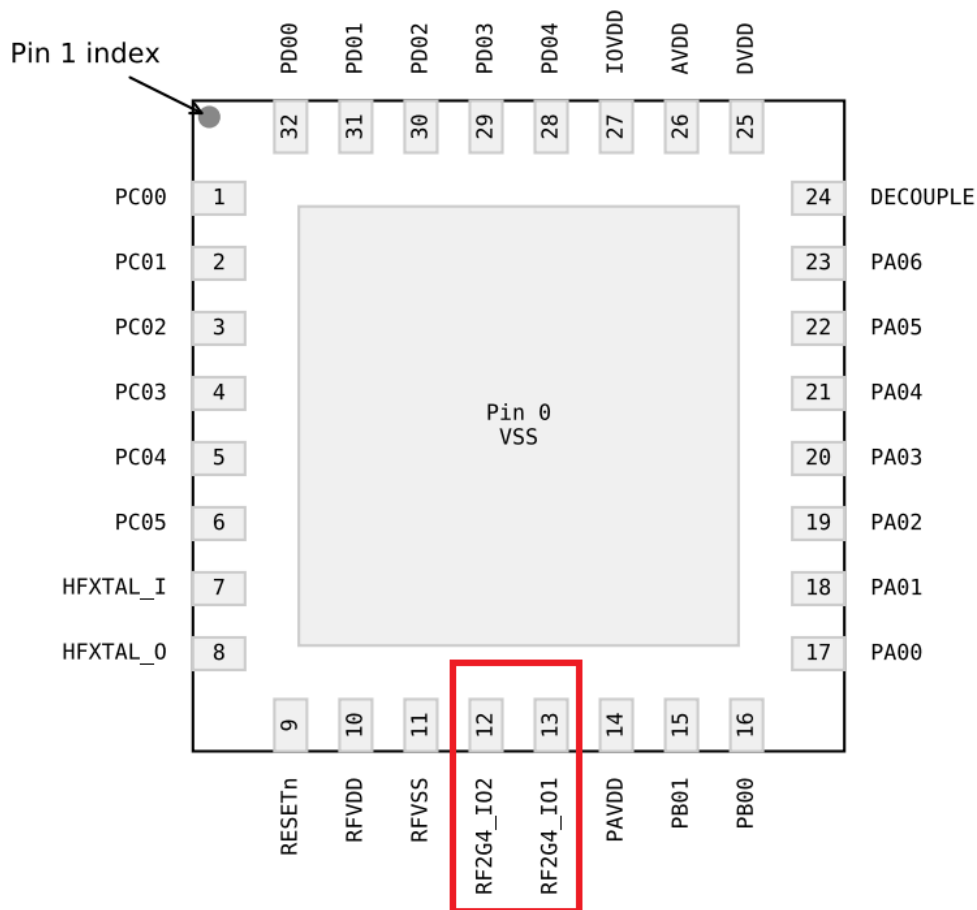 Pin 1 index
PD00
PD01
PD02
PD03
PD04
IOVDD
AVDD
DVDD
32
31
30
29
28
27
26
25
PC00 1
24 DECOUPLE
PC01 2
23 PA06
PC02 3
22 PA05
PC03 4
21 PA04
Pin 0
VSS
PC04 5
20 PA03
PC05 6
19 PA02
HFXTAL_I 7
18 PA01
HFXTAL_O 8
17 PA00
9
10
11
12
13
14
15
16
RESETn
RFVDD
RFVSS
RF2G4_IO2
RF2G4_IO1
PAVDD
PB01
PB00